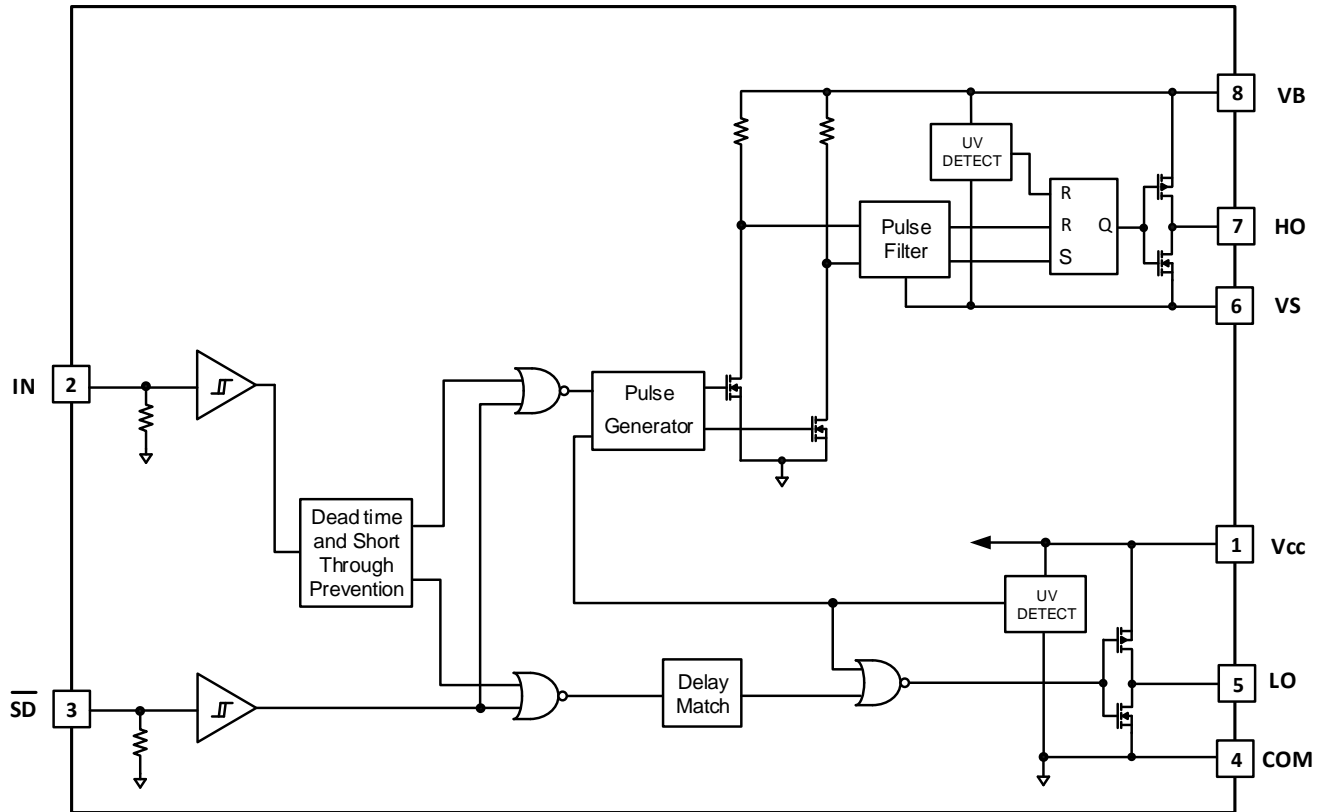 8 VB
UV
DETECT
R
R Q
S
Pulse
Filter
7 HO
6 VS
IN 2
Pulse
Generator
Dead time
and Short
Through
Prevention
1 Vcc
UV
DETECT
SD 3
Delay
Match
5 LO
4 COM